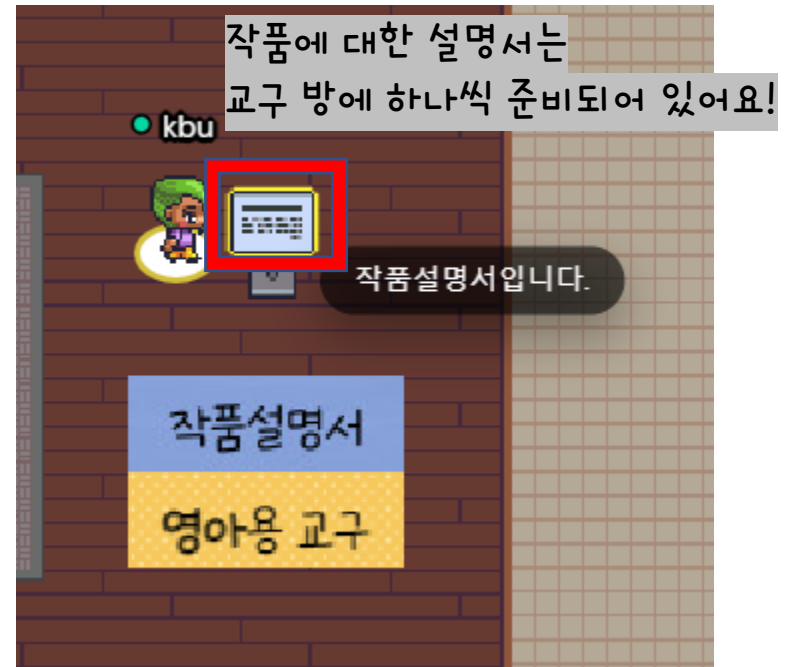 작품에 대한 설명서는
교구 방에 하나씩 준비되어 있어요!
kbu
작품설명서입니다.
작품설명서
영아용 교구